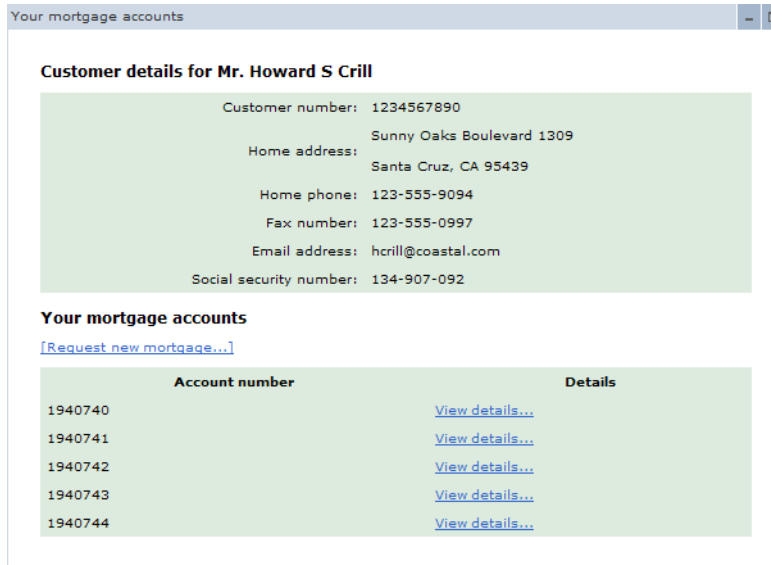 Your mortgage accounts
Customer details for Mr. Howard S Crill
Customer number: 1234567890
Home address: Sunny Oaks Boulevard 1309
Santa Cruz, CA 95439
Home phone: 123-555-9094
Fax number: 123-555-0997
Email address: hcrill@coastal.com
Social security number: 134-907-092
Your mortgage accounts
[Request new mortgage...]
Account number Details
1940740 View details...
1940741 View details...
1940742 View details...
1940743 View details...
1940744 View details...